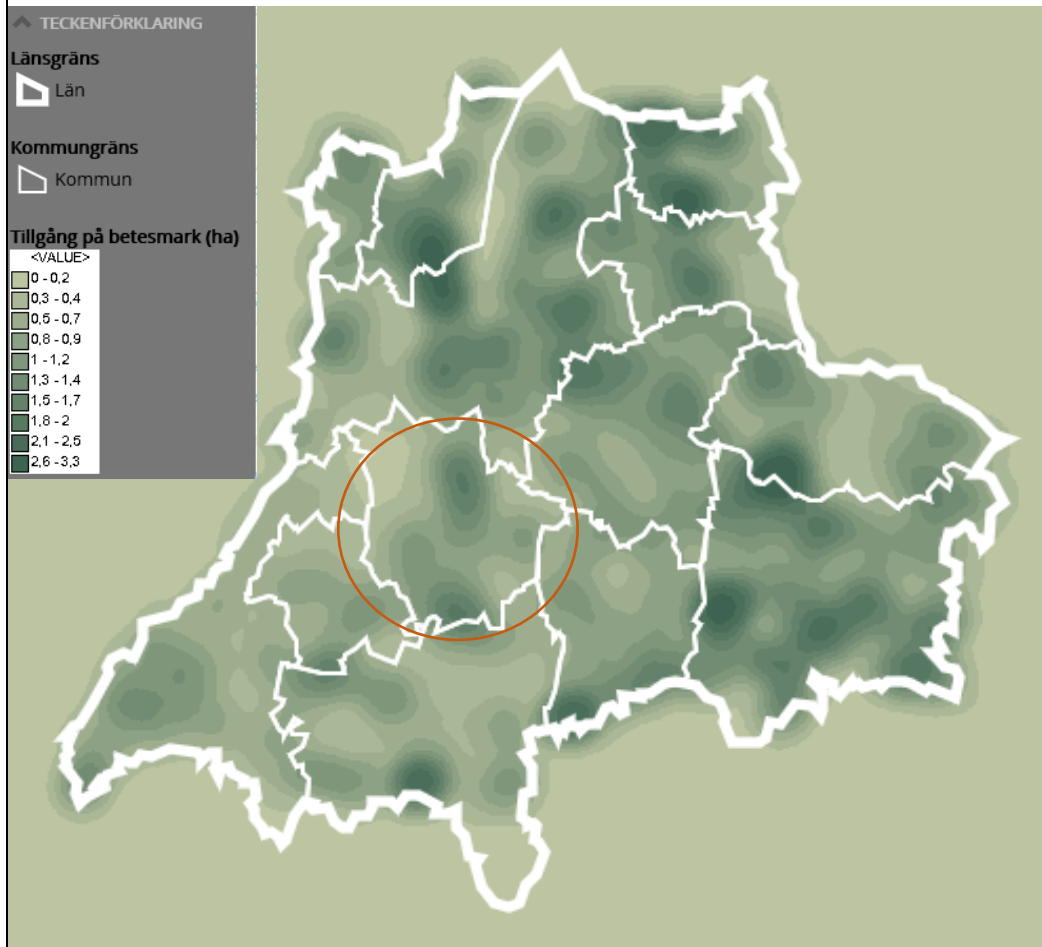 TECKENFÖRKLARING
Länsgräns
Län
Kommungräns
Kommun
Tillgång på betesmark (ha)
<VALUE>
0 - 0,2
0,3 - 0,4
0,5 - 0,7
0,8 - 0,9
1 - 1,2
1,3 - 1,4
1,5 - 1,7
1,8 - 2
2,1 - 2,5
2,6 - 3,3